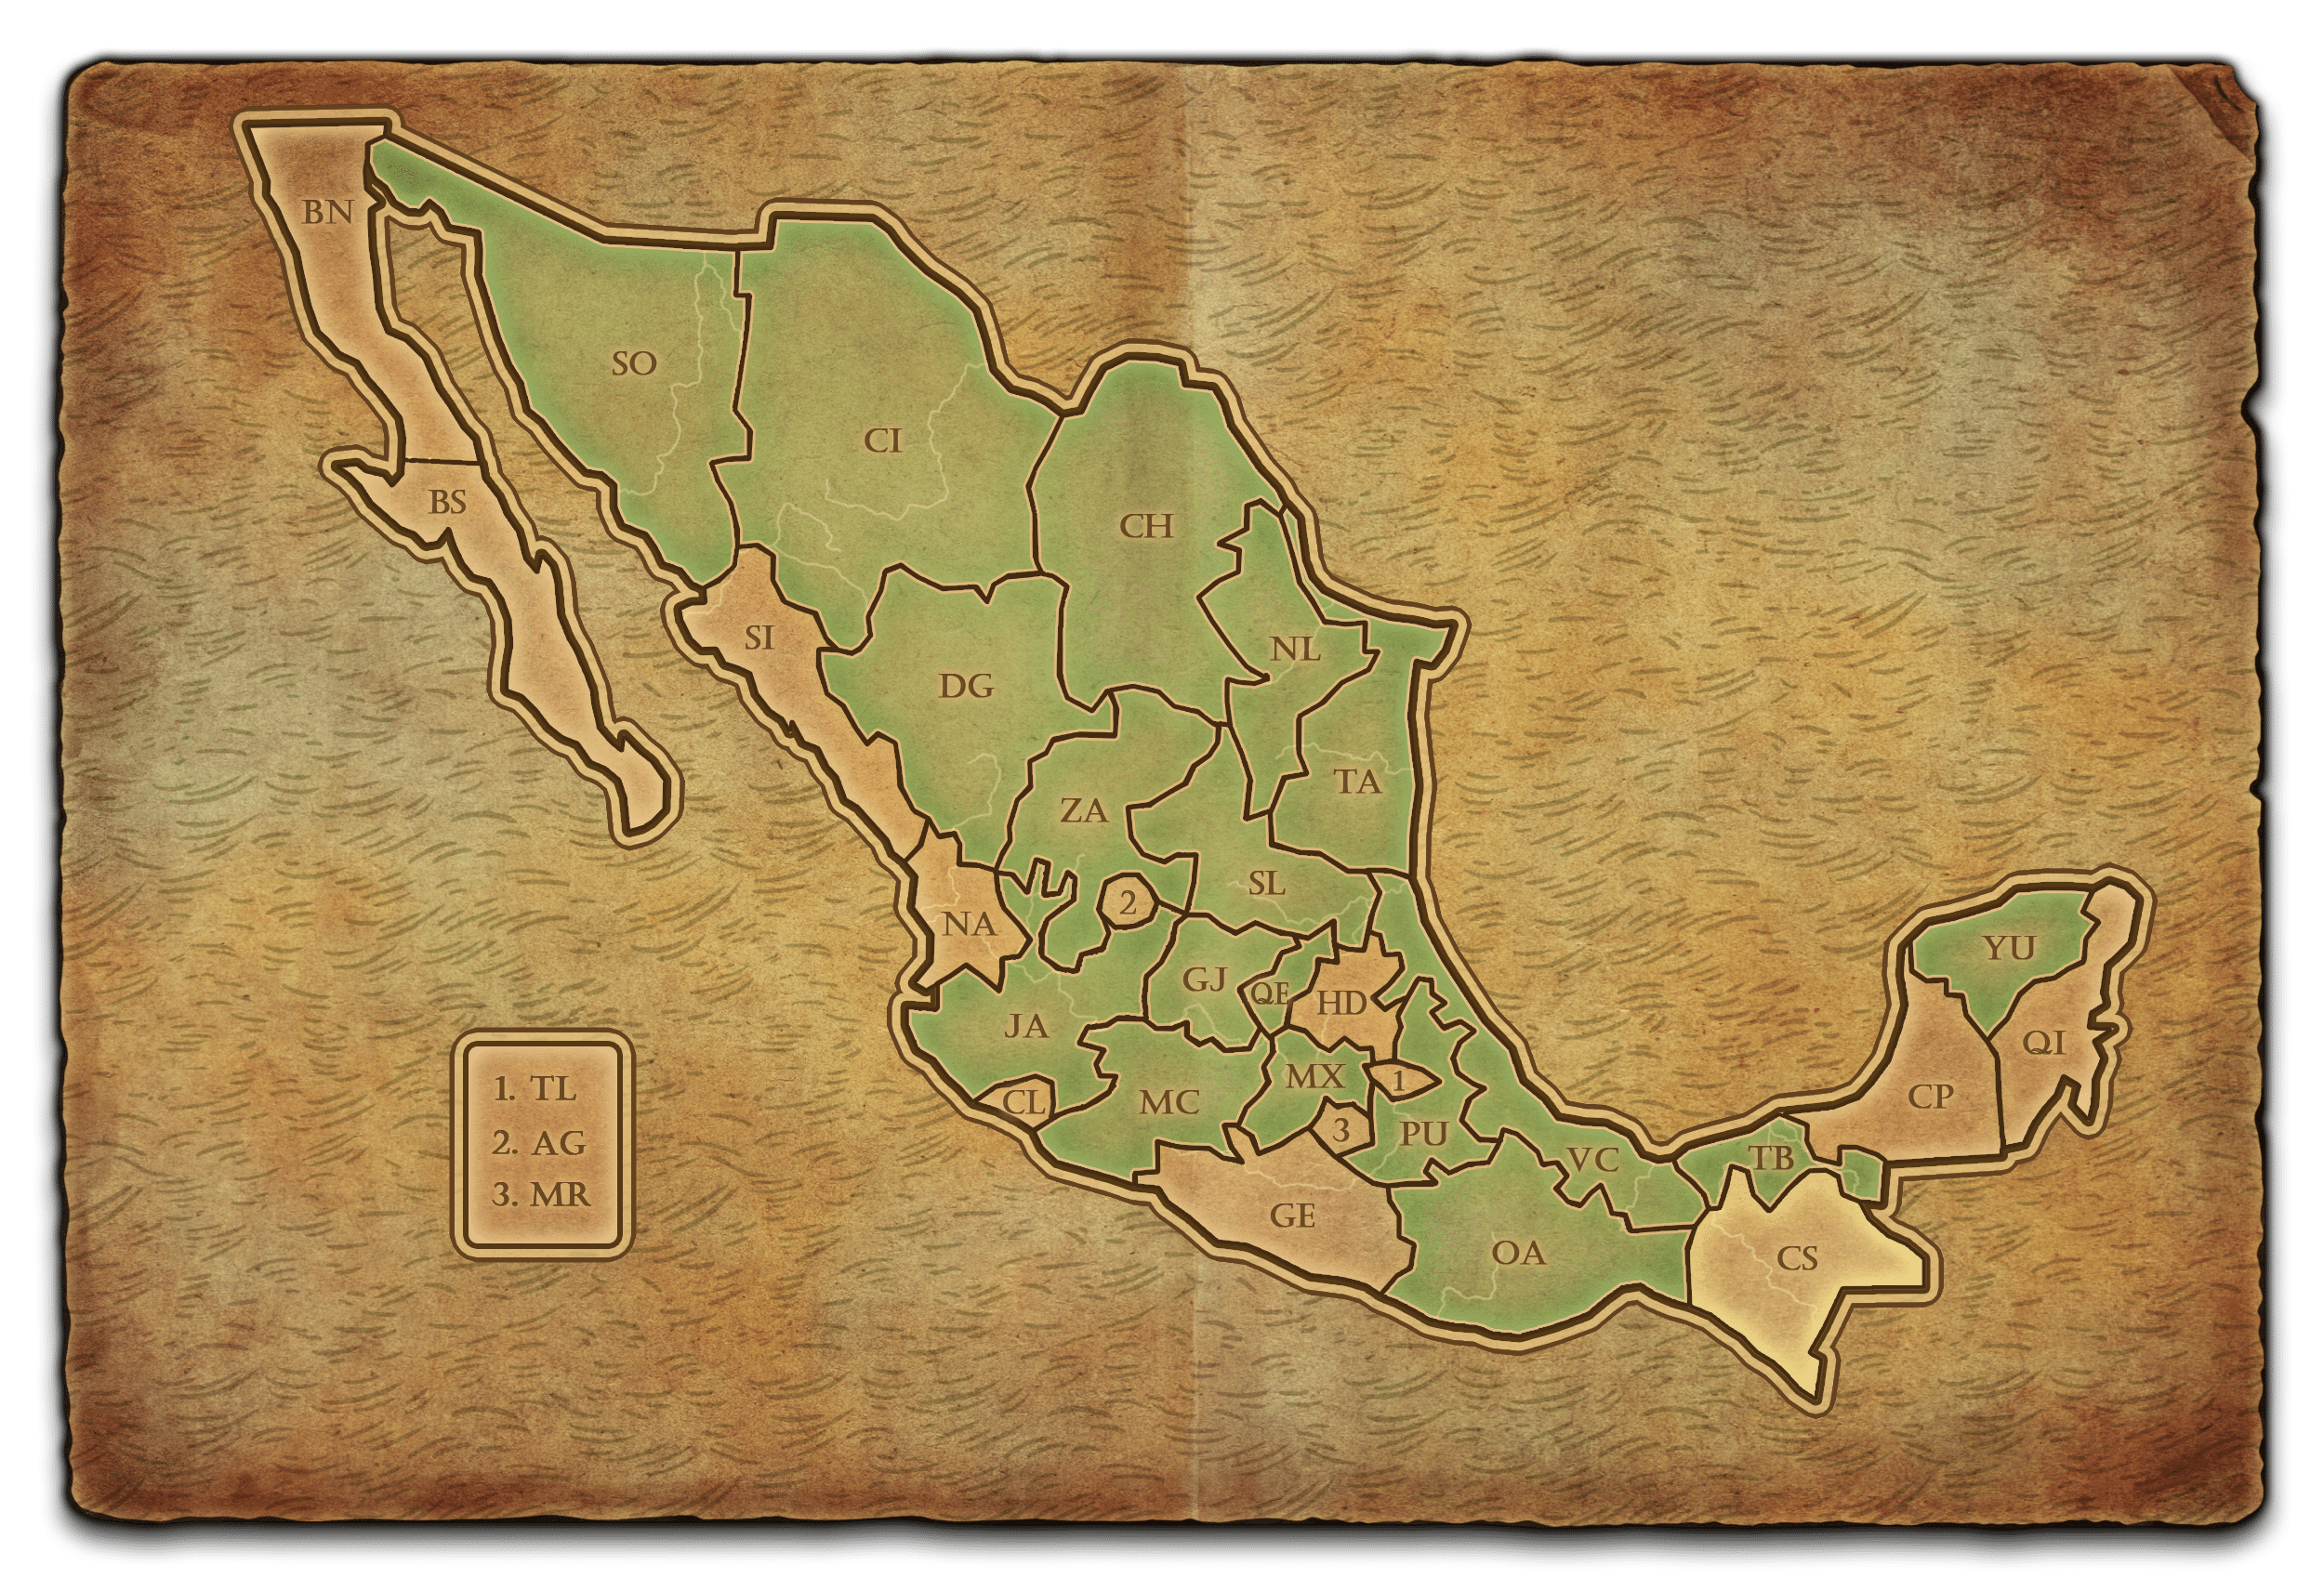 BN
SO
CI
BS
CH
SI
NL
DG
TA
ZA
SL
2
NA
YU
GJ
QE
HD
JA
QI
MX
1
CL
MC
CP
3
PU
VC
TB
GE
OA
CS
1. TL
2. AG
3. MR